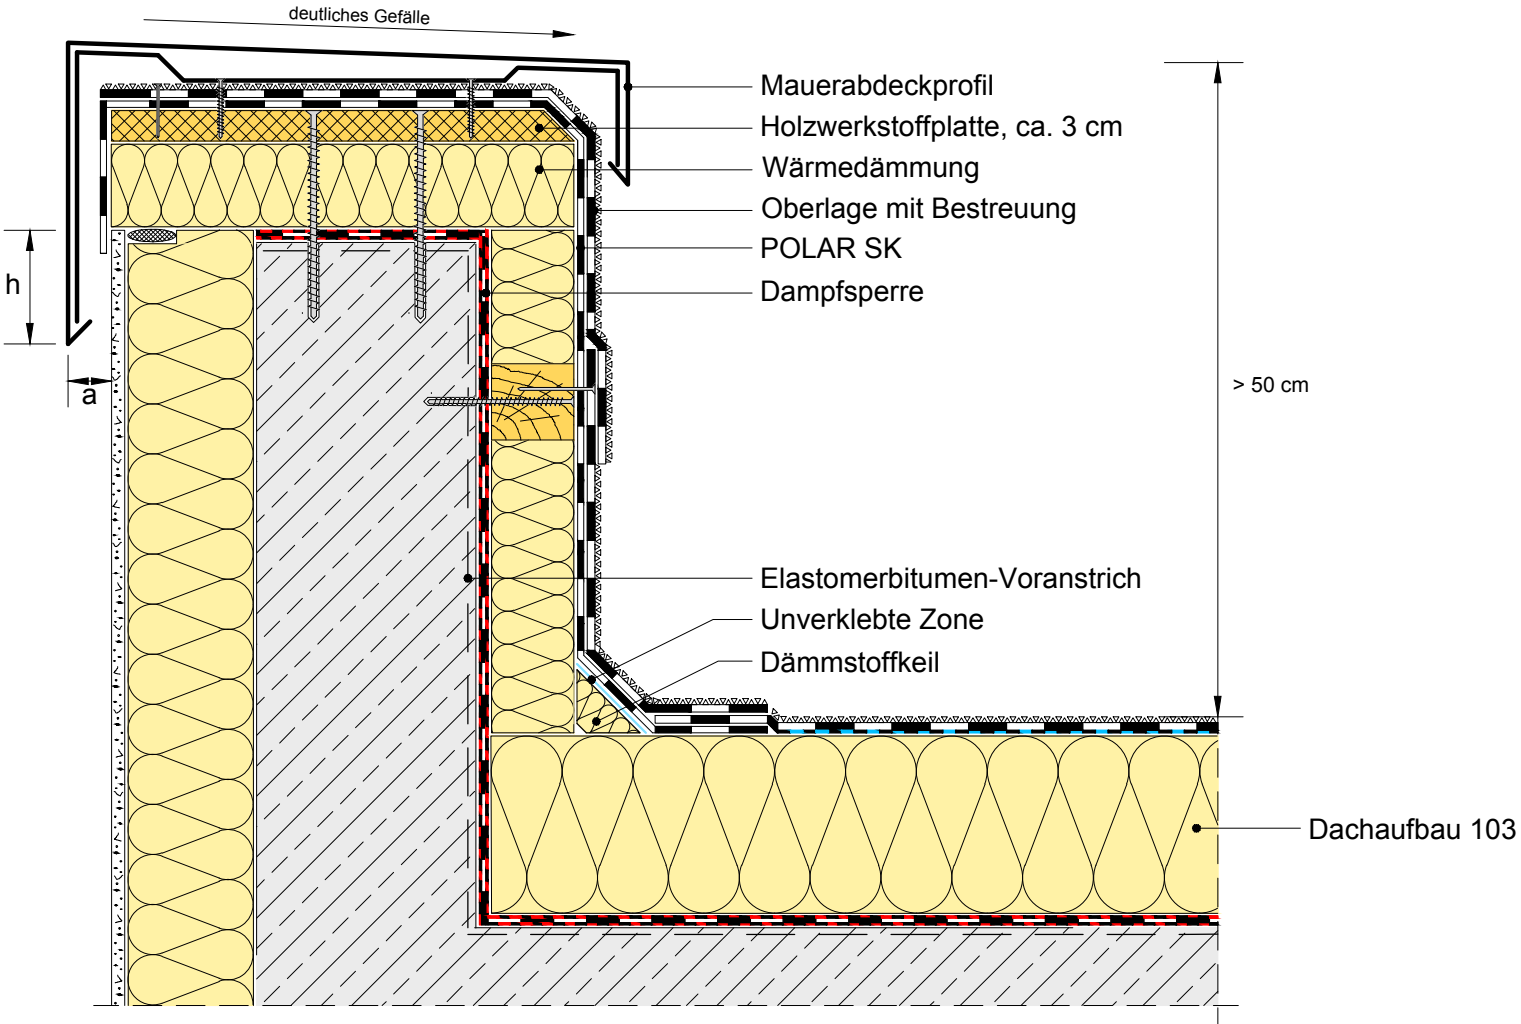 deutliches Gefälle
Mauerabdeckprofil
Holzwerkstoffplatte, ca. 3 cm
Wärmedämmung
Oberlage mit Bestreuung
POLAR SK
h
Dampfsperre
a
> 50 cm
Elastomerbitumen-Voranstrich
Unverklebte Zone
Dämmstoffkeil
Dachaufbau 103